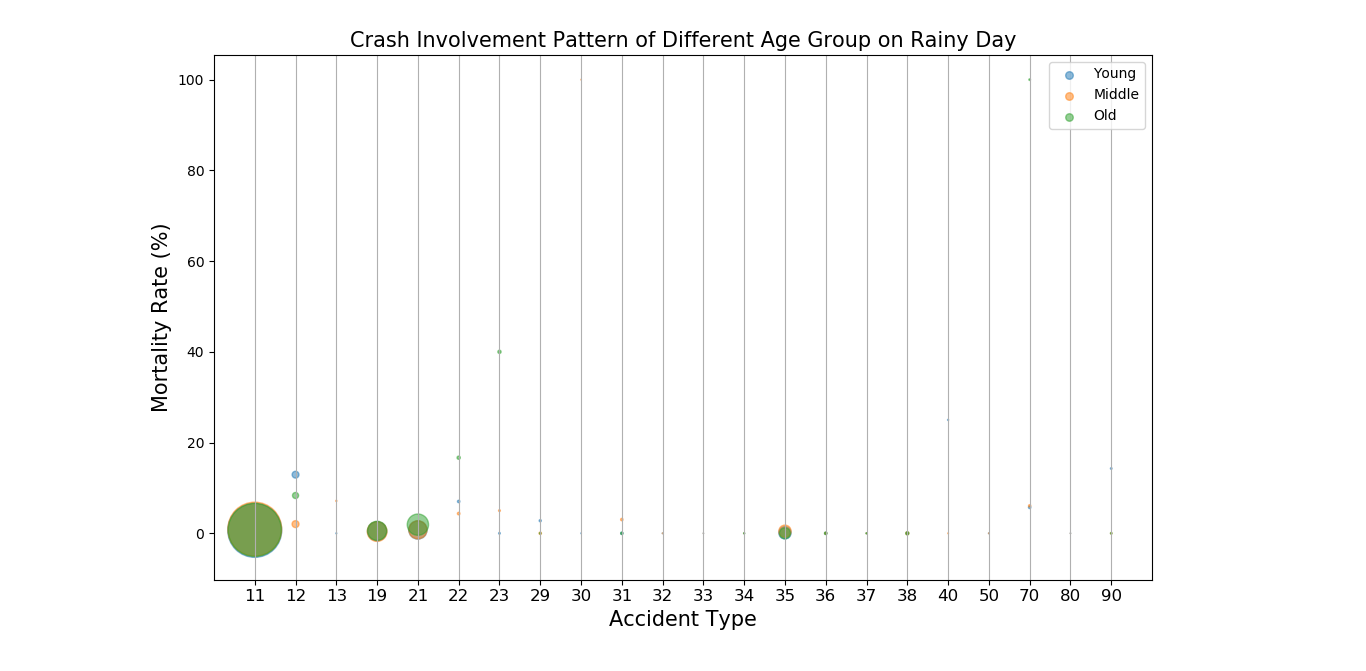 Crash Involvement Pattern of Different Age Group on Rainy Day
Young
Middle
Old
100
80
60
40
20
0
Mortality Rate (%)
11 12 13 19 21 22 23 29 30 31 32 33 34 35 36 37 38 40 50 70 80 90
Accident Type